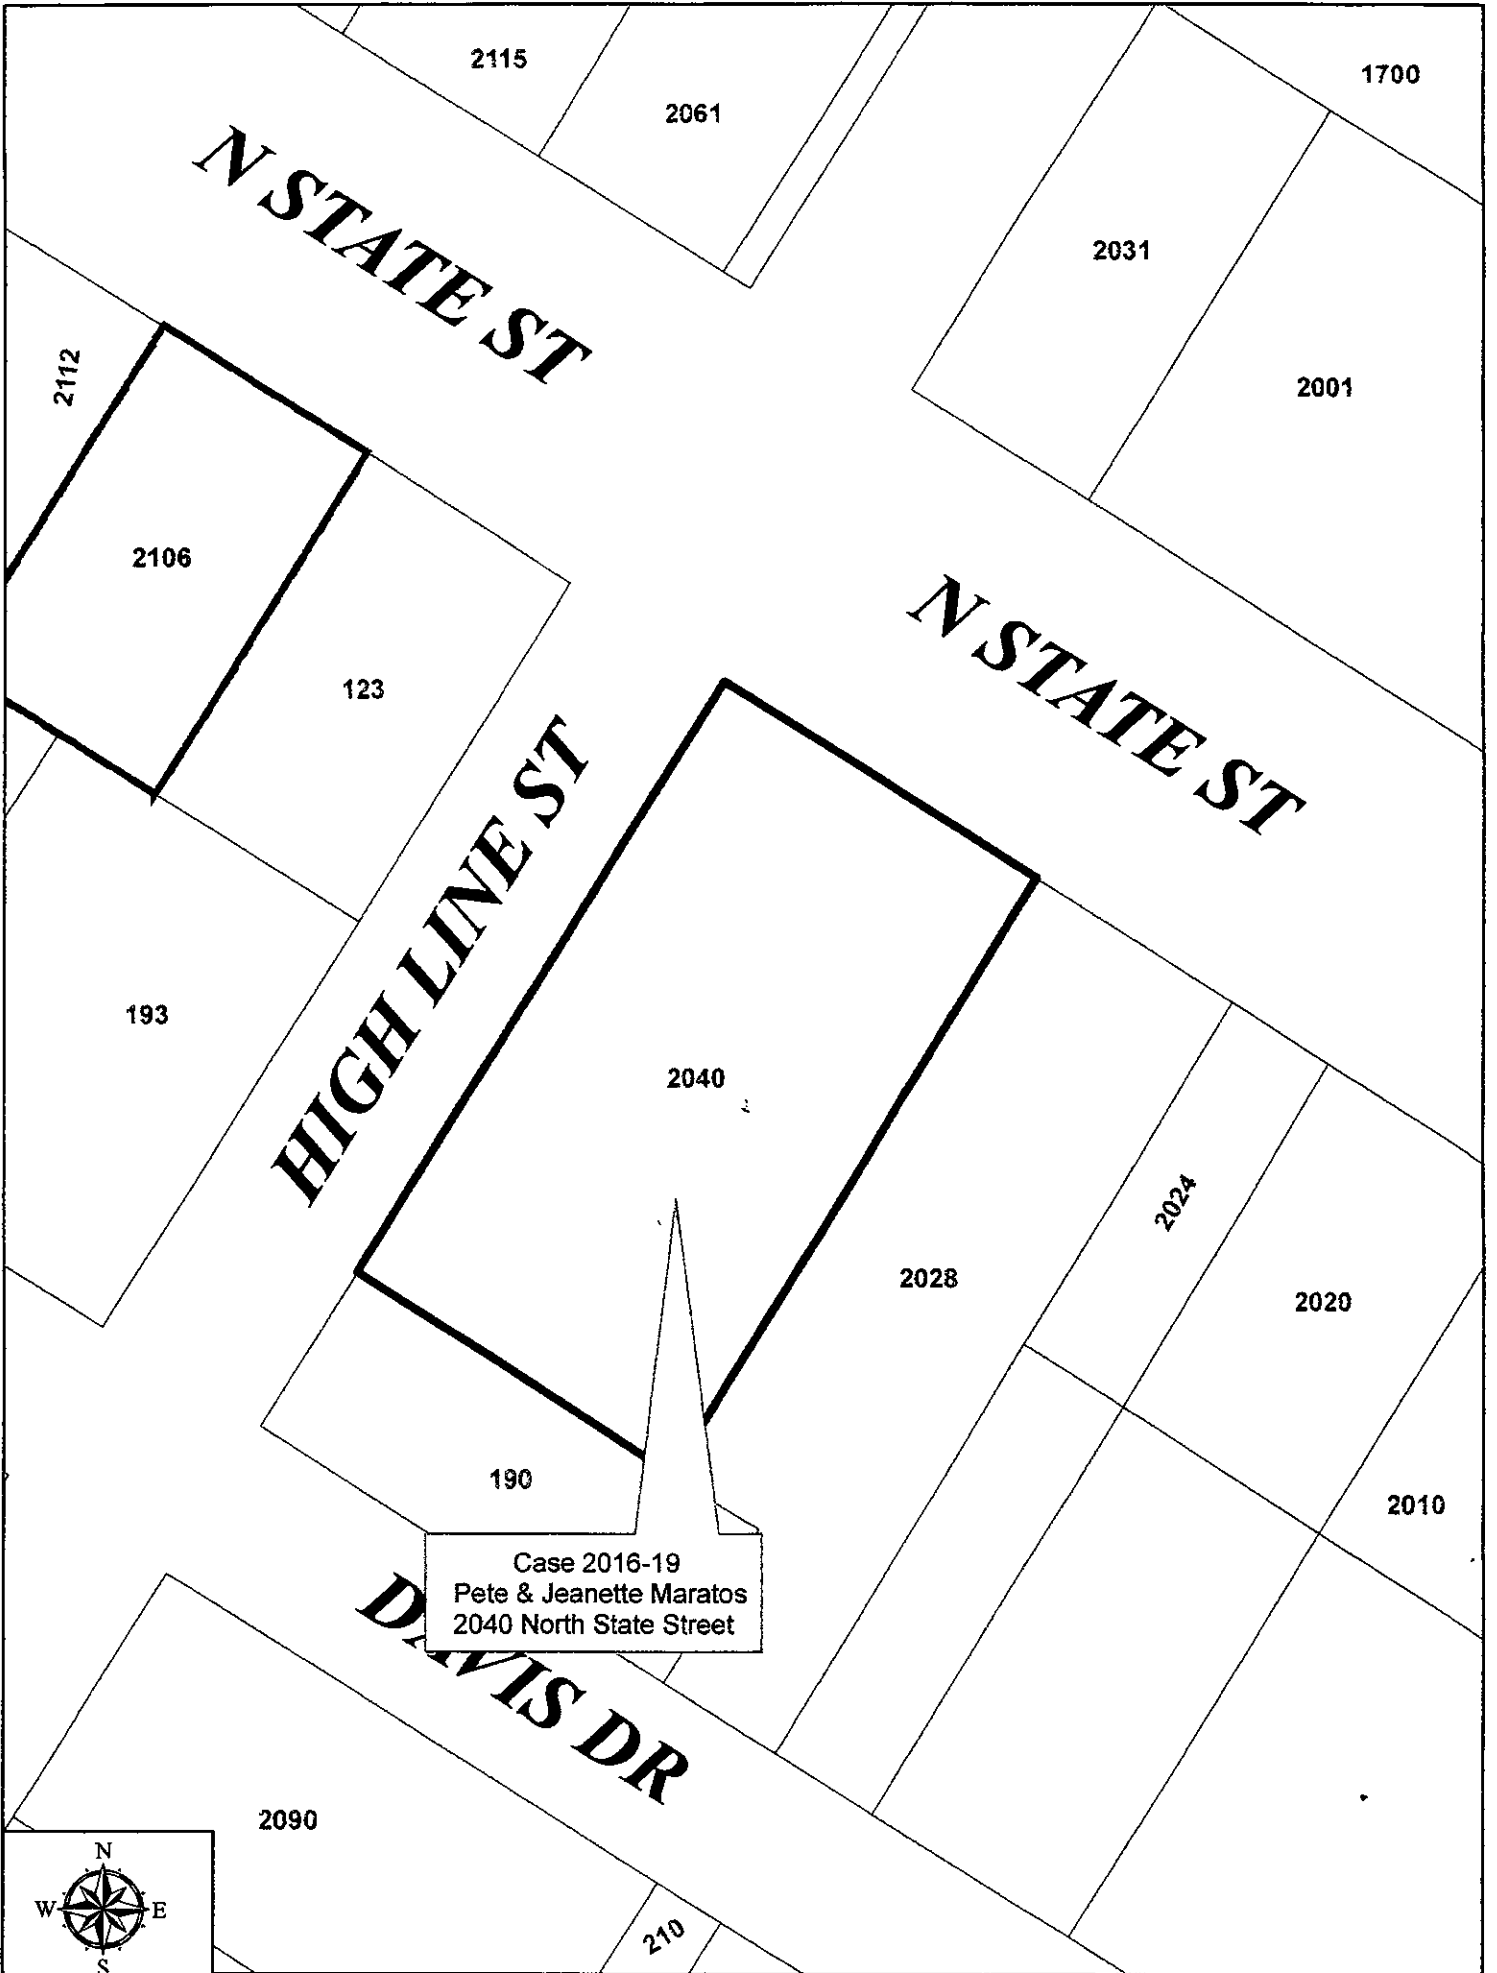 2115
2061
1700
N STATE ST
2031
2001
2112
2106
123
N STATE ST
HIGH LINE ST
193
2040
2024
2028
2020
190
2010
Case 2016-19
Pete & Jeanette Maratos
2040 North State Street
DAVIS DR
2090
210
N
W E
S